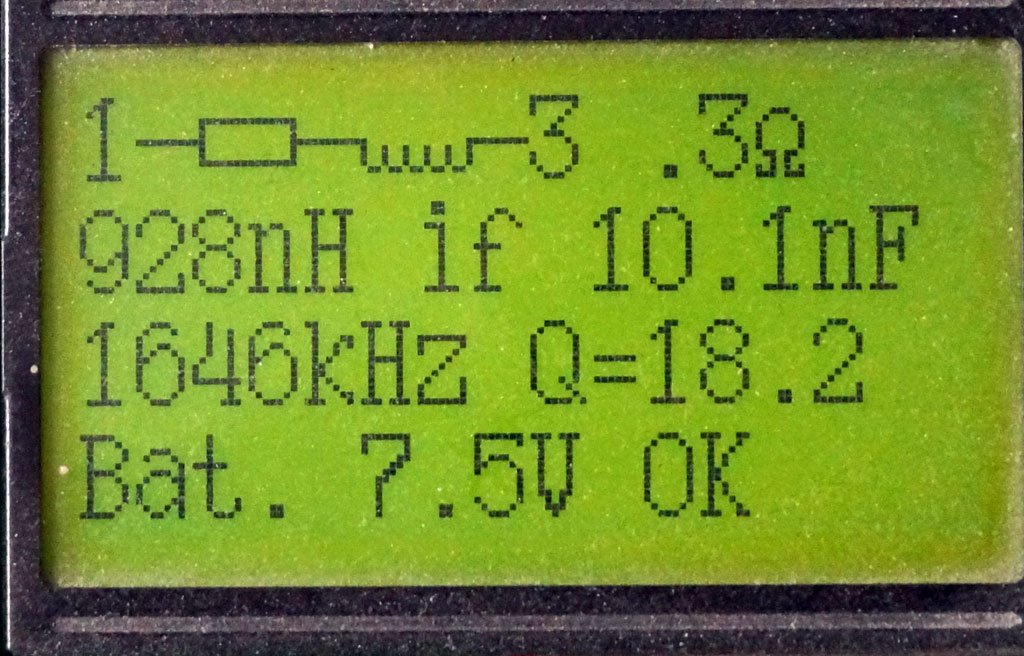 1 3 .3Ω
928nH if 10.1nF
1646kHz Q=18.2
Bat. 7.5V OK